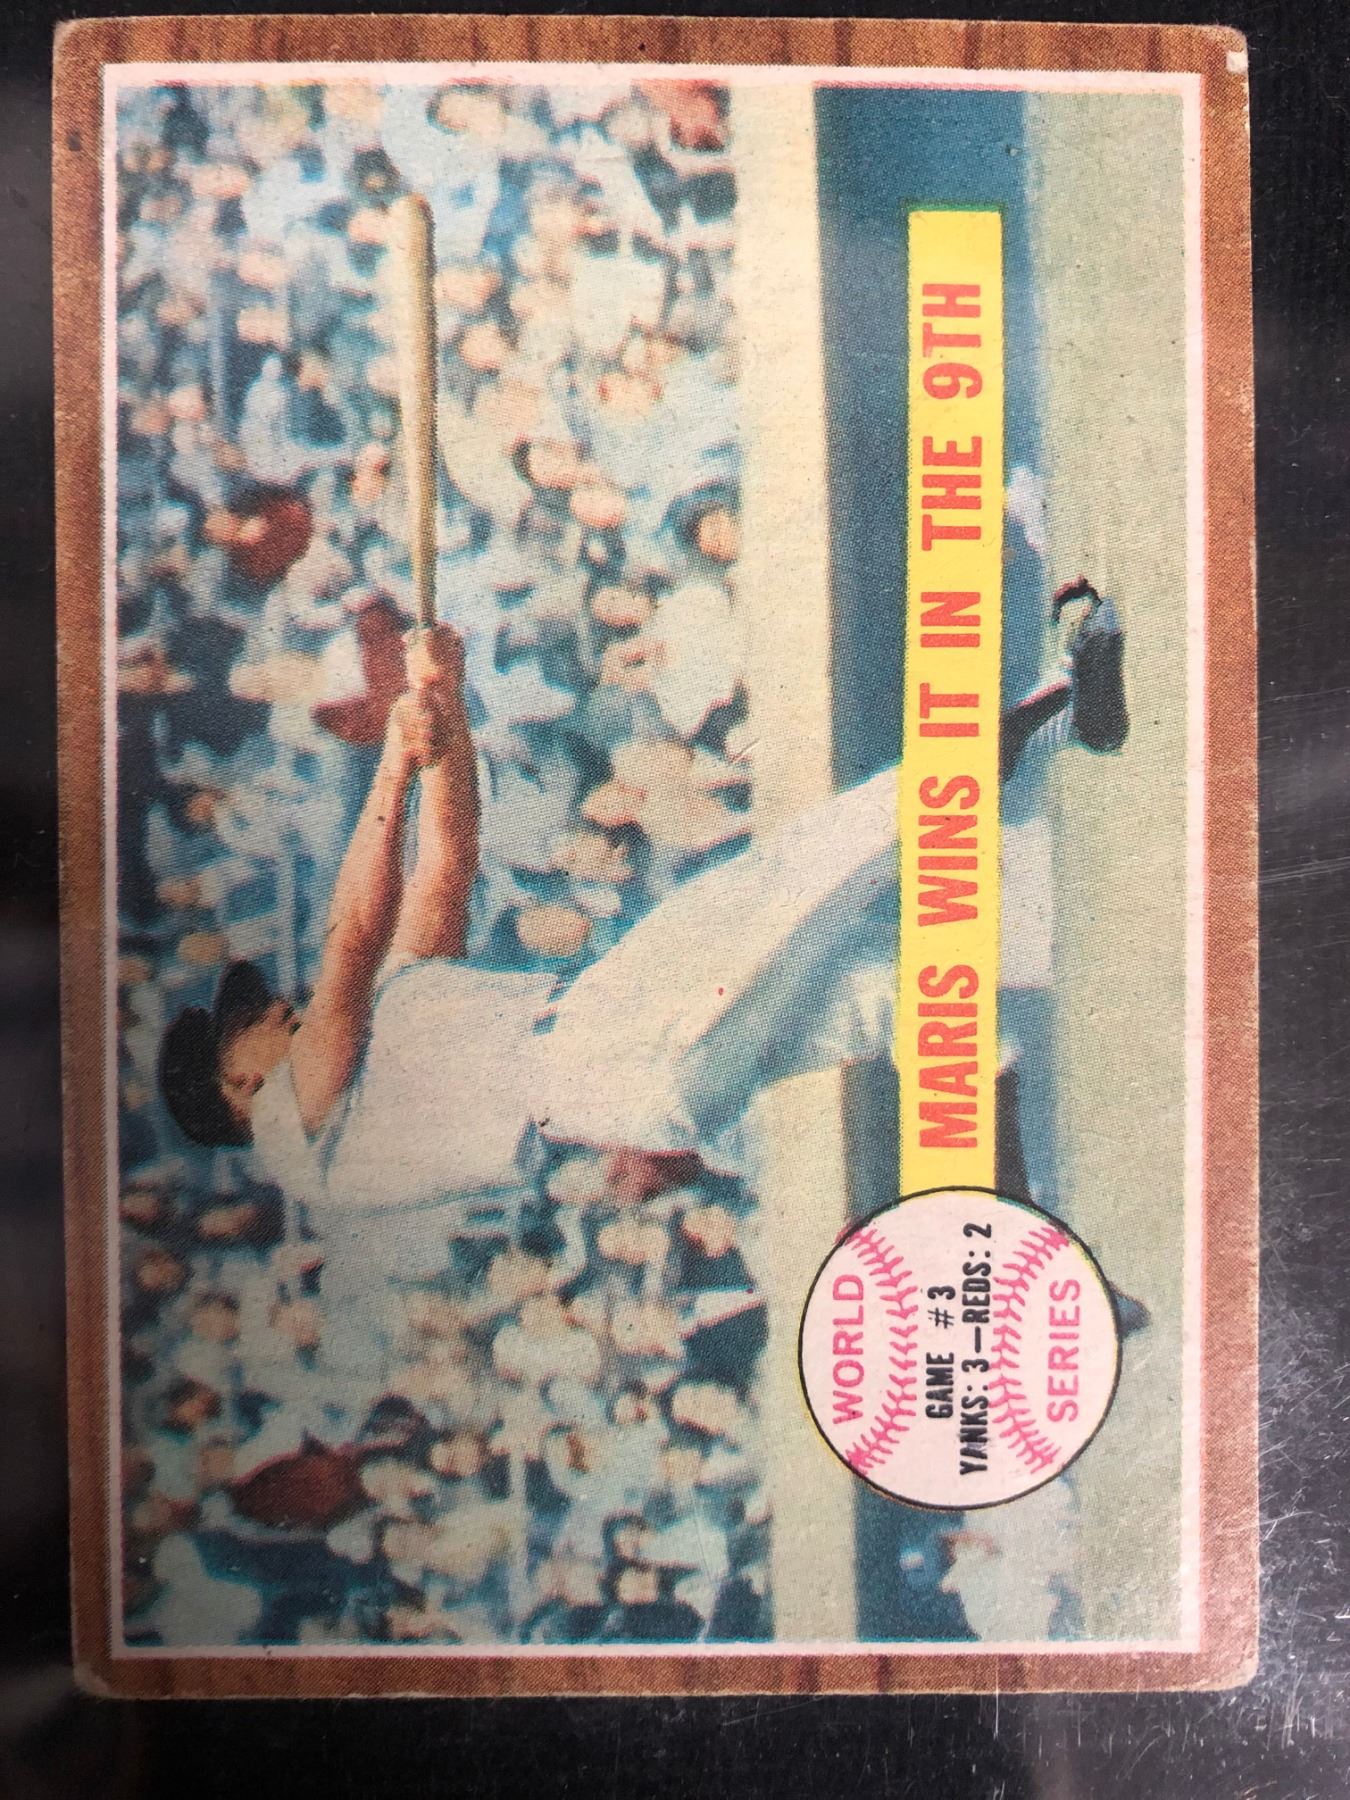 MARIS WINS IT IN THE 9TH
WORLD
GAME #3
YANKS: 3—REDS: 2
SERIES